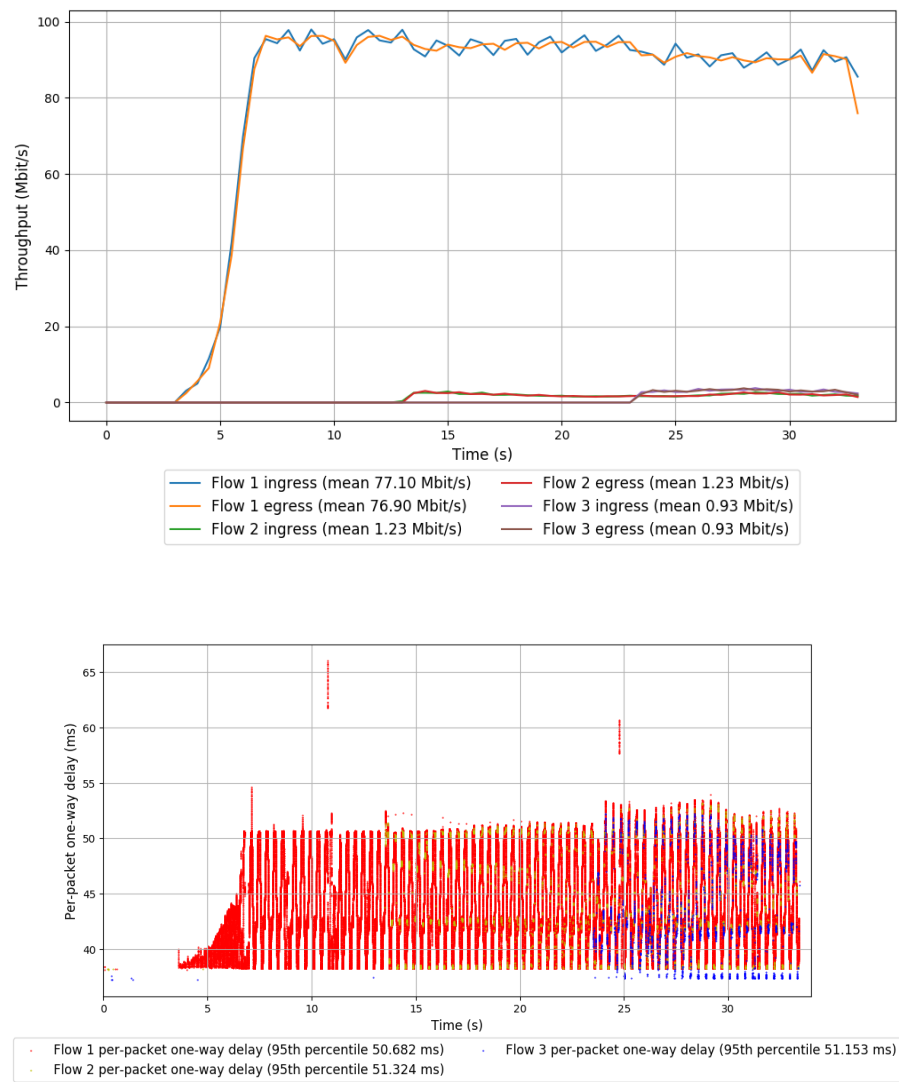 100
80
60
40
20
0
Throughput (Mbit/s)
0 5 10 15 20 25 30
Time (s)
Flow 1 ingress (mean 77.10 Mbit/s)
Flow 1 egress (mean 76.90 Mbit/s)
Flow 2 ingress (mean 1.23 Mbit/s)
Flow 2 egress (mean 1.23 Mbit/s)
Flow 3 ingress (mean 0.93 Mbit/s)
Flow 3 egress (mean 0.93 Mbit/s)
65
60
55
50
45
40
Per-packet one-way delay (ms)
0 5 10 15 20 25 30
Time (s)
Flow 1 per-packet one-way delay (95th percentile 50.682 ms)
Flow 2 per-packet one-way delay (95th percentile 51.324 ms)
Flow 3 per-packet one-way delay (95th percentile 51.153 ms)